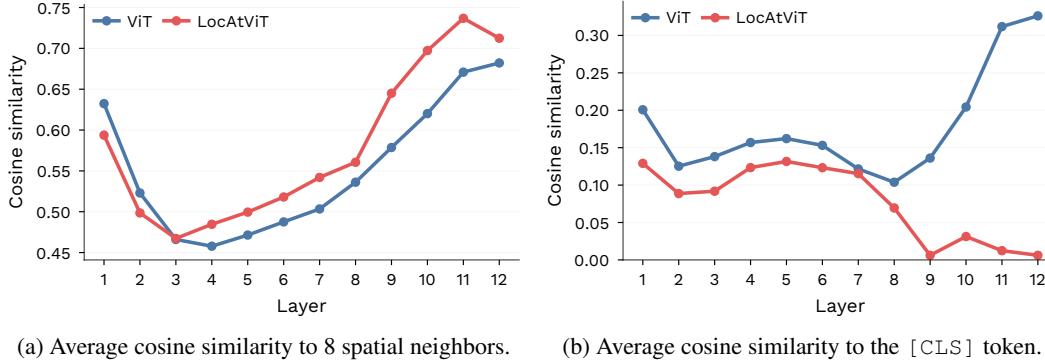 ViT LocAtViT
Cosine similarity
0.75
0.70
0.65
0.60
0.55
0.50
0.45
1 2 3 4 5 6 7 8 9 10 11 12
Layer
(a) Average cosine similarity to 8 spatial neighbors.
ViT LocAtViT
Cosine similarity
0.30
0.25
0.20
0.15
0.10
0.05
0.00
1 2 3 4 5 6 7 8 9 10 11 12
Layer
(b) Average cosine similarity to the [CLS] token.